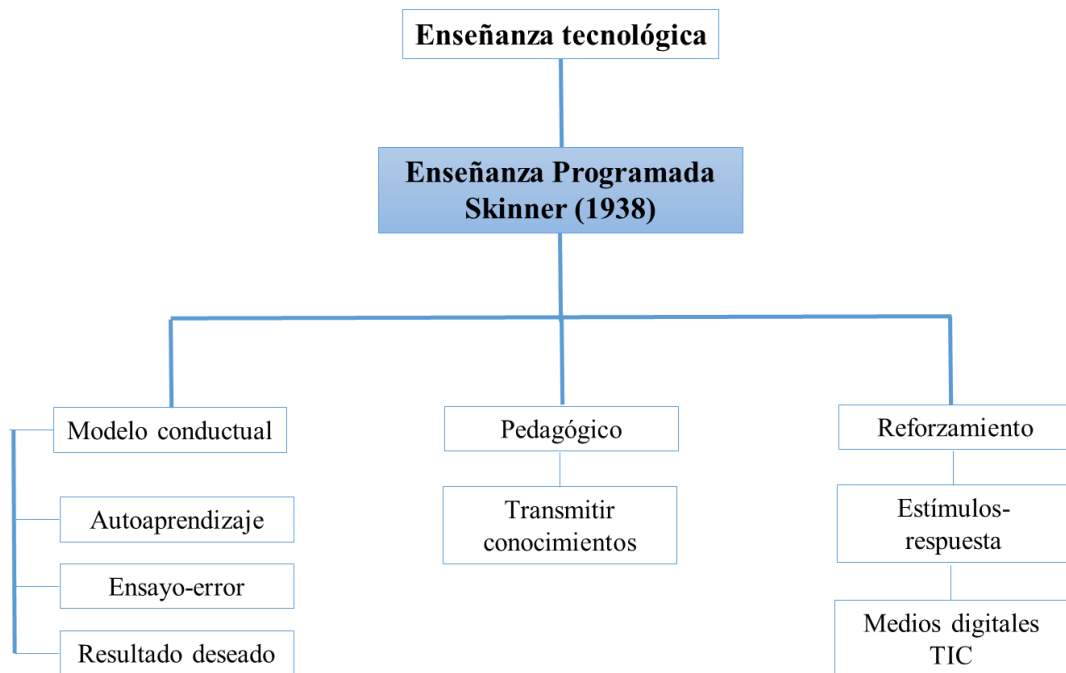 Enseñanza tecnológica
Enseñanza Programada
Skinner (1938)
Modelo conductual
Autoaprendizaje
Ensayo-error
Resultado deseado
Pedagógico
Transmitir
conocimientos
Reforzamiento
Estímulos-
respuesta
Medios digitales
TIC